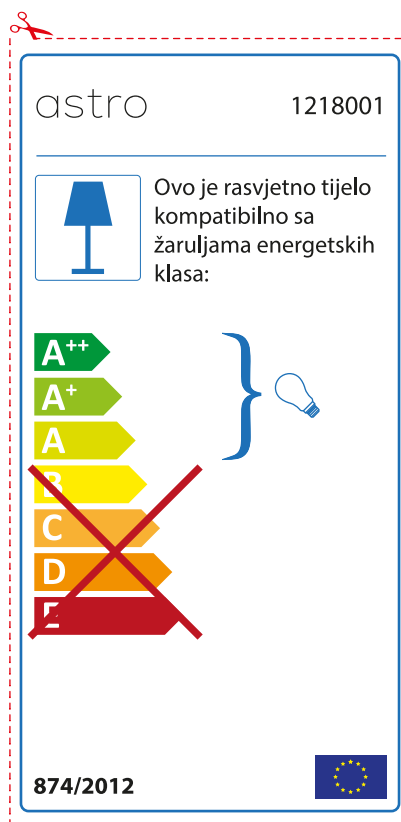 astro
1218001
Ovo je rasvjetno tijelo
kompatibilno sa
žaruljama energetskih
klasa:
A++
A+
A
B
C
D
E
874/2012